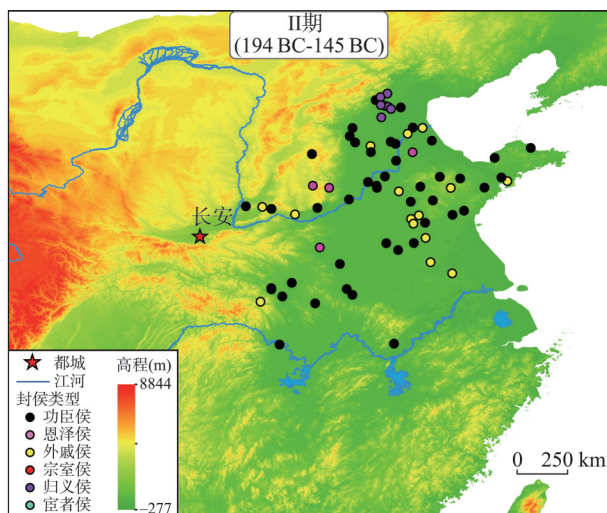 II期
(194 BC-145 BC)
长安
都城
江河
封侯类型
功臣侯
恩泽侯
外戚侯
宗室侯
归义侯
宦者侯
高程(m)
8844
-277
0 250 km